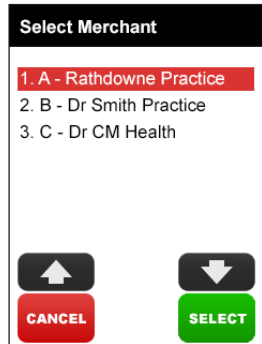 Select Merchant
1. A - Rathdowne Practice
2. B - Dr Smith Practice
3. C - Dr CM Health
CANCEL SELECT